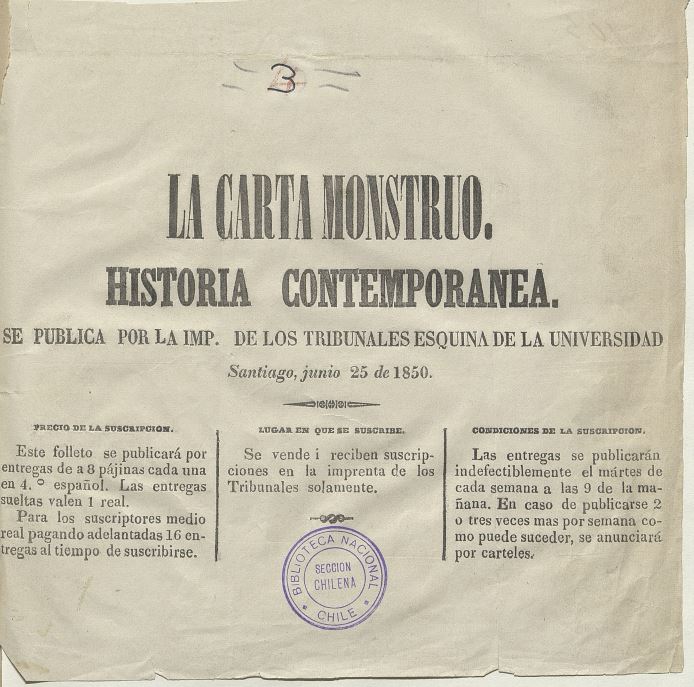 B
LA CARTA MONSTRUO.
HISTORIA CONTEMPORANEA.
SE PUBLICA POR LA IMP. DE LOS TRIBUNALES ESQUINA DE LA UNIVERSIDAD
Santiago, junio 25 de 1850.
PRECIO DE LA SUSCRIPCION.
Este folleto se publicará por
entregas de a 8 pájinas cada una
en 4.° español. Las entregas
sueltas valen 1 real.
Para los suscriptores medio
real pagando adelantadas 16 en-
tregas al tiempo de suscribirse.
LUGAR EN QUE SE SUSCRIBE.
Se vende i reciben suscrip-
ciones en la imprenta de los
Tribunales solamente.
BIBLIOTECA NACIONAL
SECCION
CHILENA
CHILE
CONDICIONES DE LA SUSCRIPCION.
Las entregas se publicarán
indefectiblemente el mártes de
cada semana a las 9 de la ma-
ñana. En caso de publicarse 2
o tres veces mas por semana co-
mo puede suceder, se anunciará
por carteles.